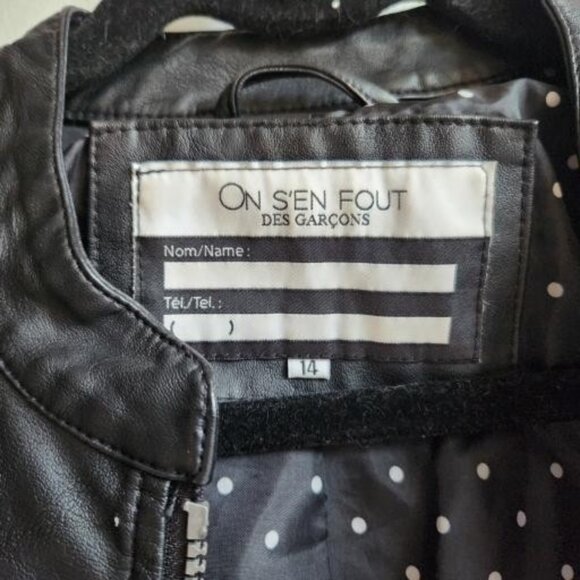 ON S'EN FOUT
DES GARÇONS
Nom/Name :
Tél./Tel. :
( )
14